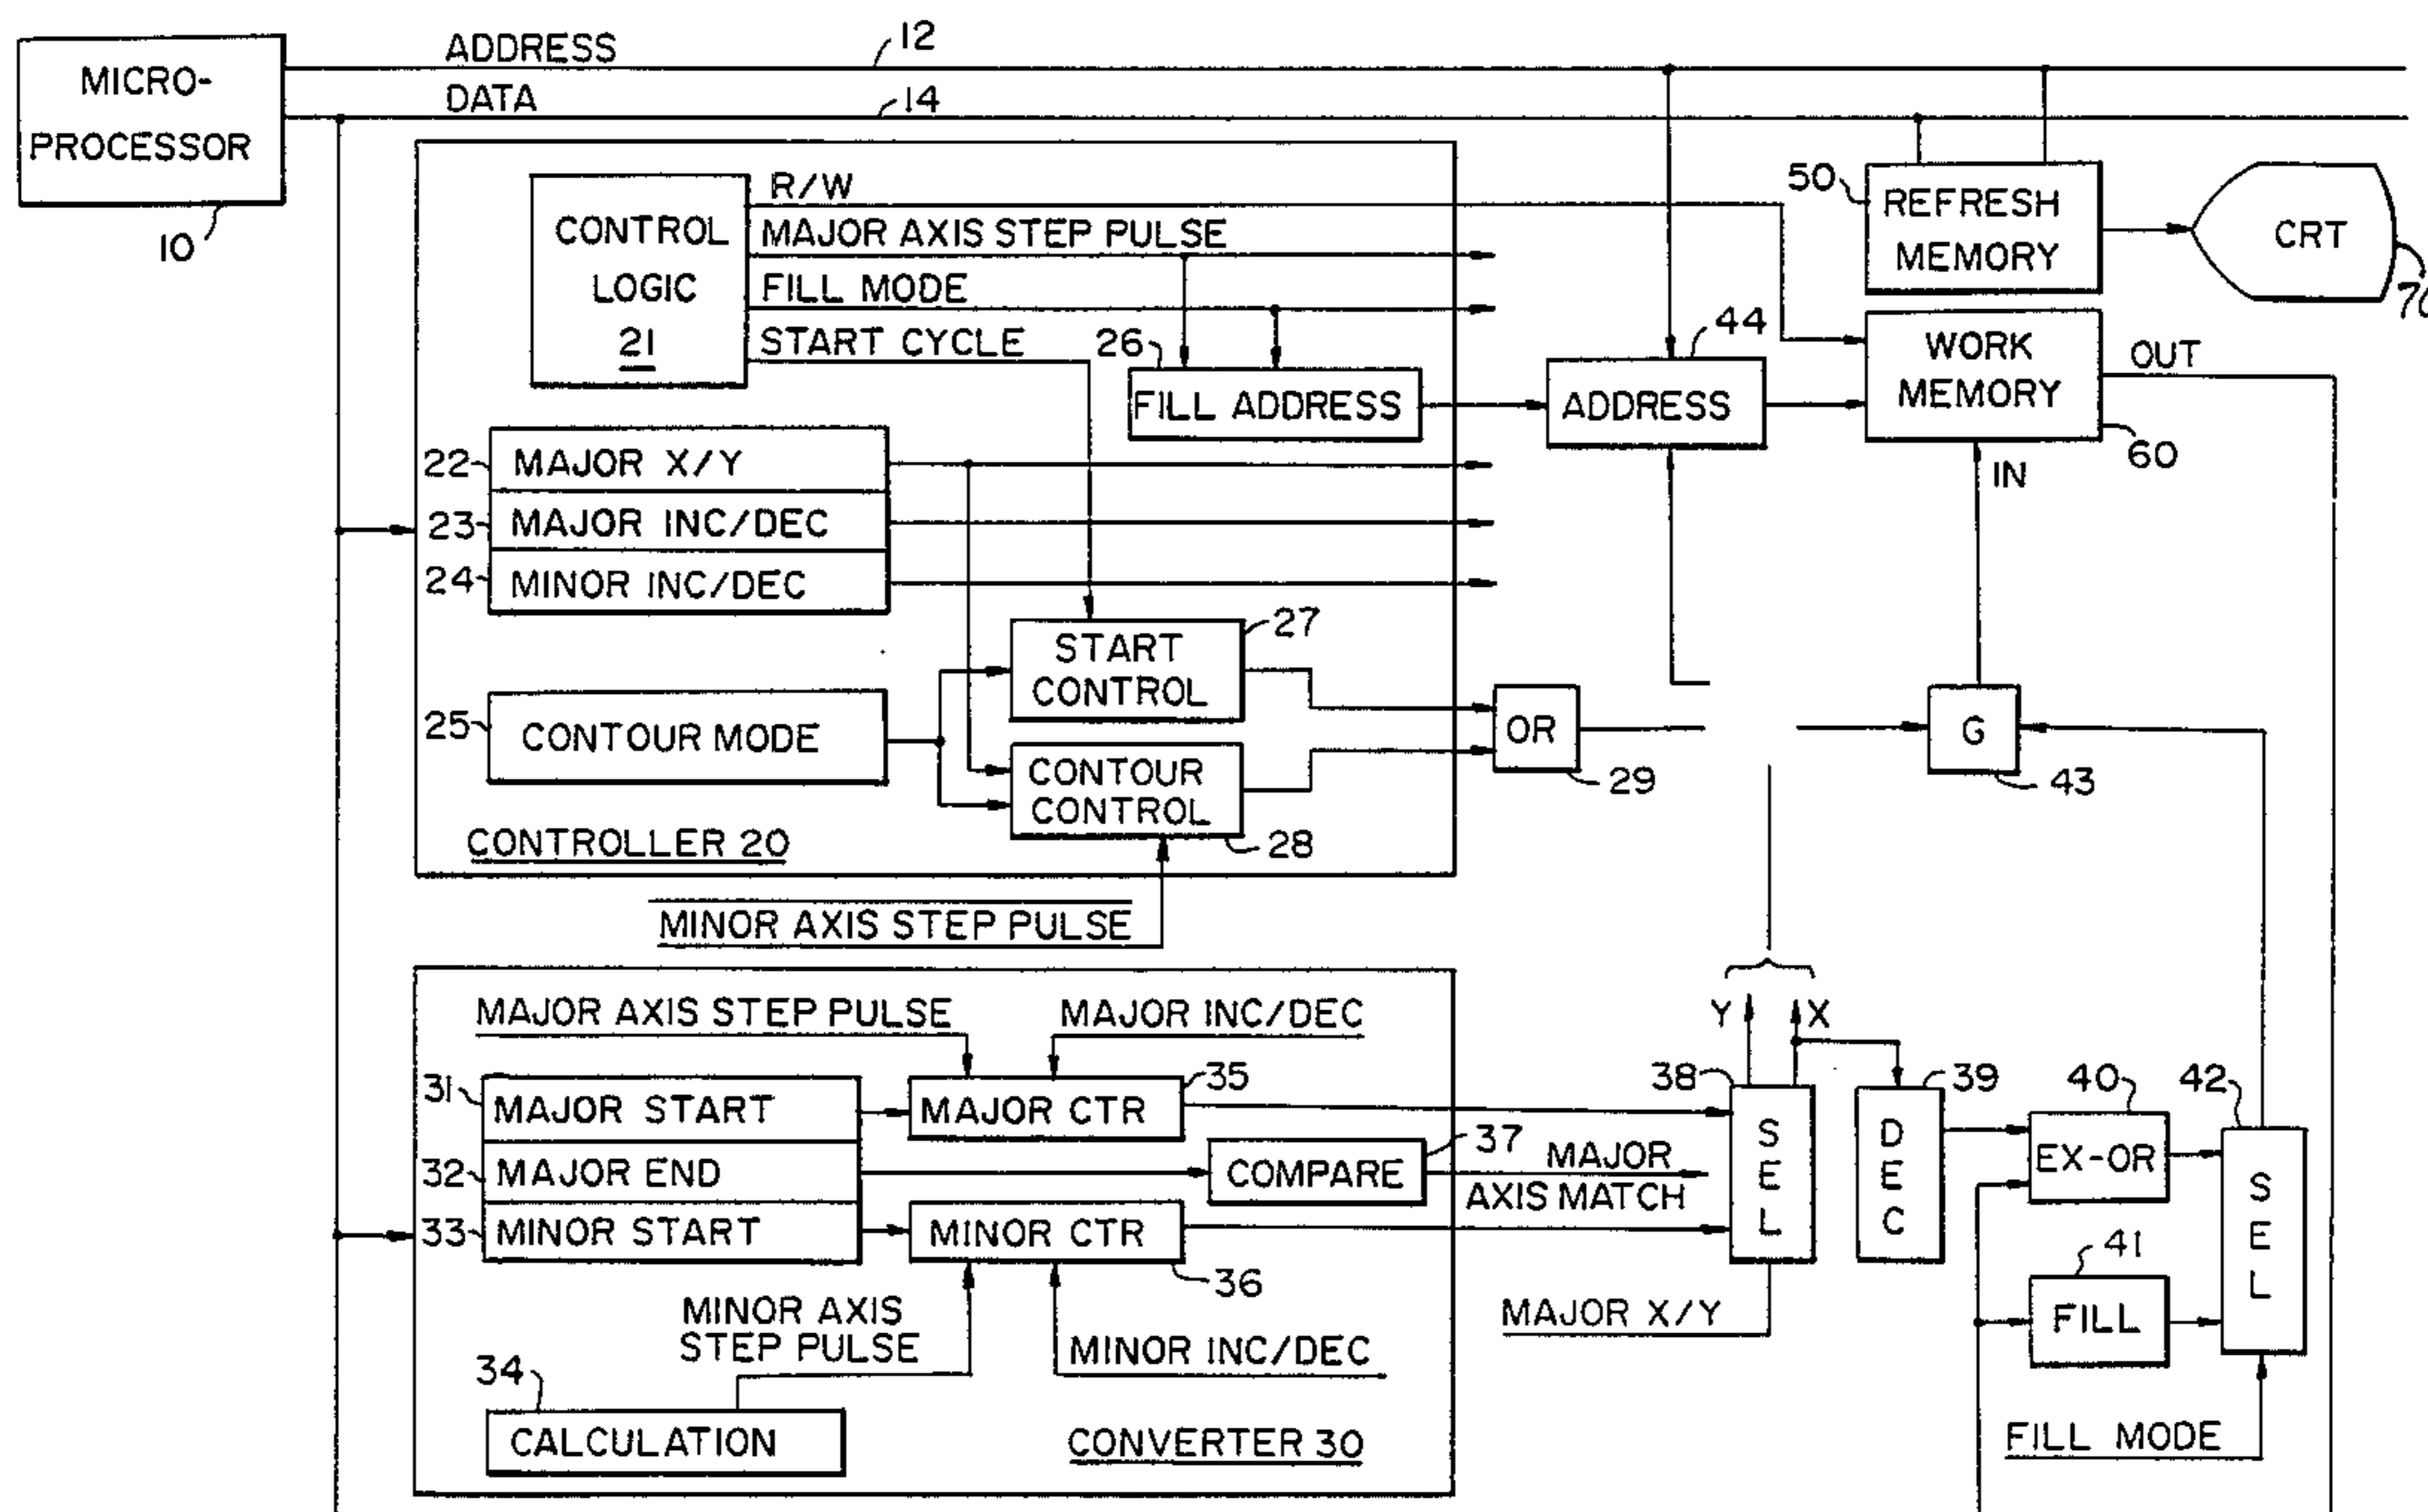 MICRO-
PROCESSOR
10
ADDRESS
12
DATA
14
CONTROL
LOGIC
21
R/W
MAJOR AXIS STEP PULSE
FILL MODE
START CYCLE
26
FILL ADDRESS
44
ADDRESS
50
REFRESH
MEMORY
CRT
70
WORK
MEMORY
OUT
60
IN
22
MAJOR X/Y
23
MAJOR INC/DEC
24
MINOR INC/DEC
27
START
CONTROL
25
CONTOUR MODE
CONTOUR
CONTROL
28
OR
29
G
43
CONTROLLER 20
MINOR AXIS STEP PULSE
MAJOR AXIS STEP PULSE
MAJOR INC/DEC
31
MAJOR START
32
MAJOR END
33
MINOR START
35
MAJOR CTR
37
COMPARE
MAJOR
AXIS MATCH
MINOR CTR
36
MINOR AXIS
STEP PULSE
MINOR INC/DEC
34
CALCULATION
CONVERTER 30
Y
X
38
SEL
MAJOR X/Y
39
DEC
40
EX-OR
41
FILL
42
SEL
FILL MODE